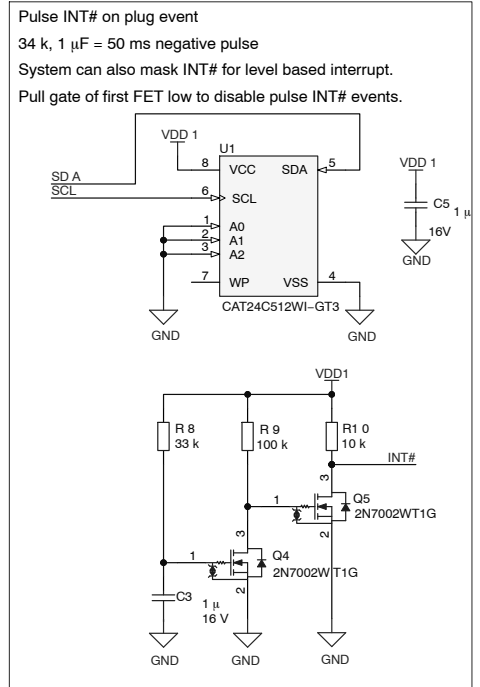 Pulse INT# on plug event
34 k, 1 μF = 50 ms negative pulse
System can also mask INT# for level based interrupt.
Pull gate of first FET low to disable pulse INT# events.
VDD 1
U1
8 VCC SDA 5
SD A
SCL
6 SCL
1 A0
2 A1
3 A2
7 WP VSS 4
CAT24C512WI−GT3
GND
GND
VDD 1
C5
1 μ
16V
GND
VDD1
R 8
33 k
R 9
100 k
R1 0
10 k
INT#
3
1
Q5
2N7002WT1G
2
3
1
Q4
2N7002W T1G
2
C3
1 μ
16 V
GND
GND
GND